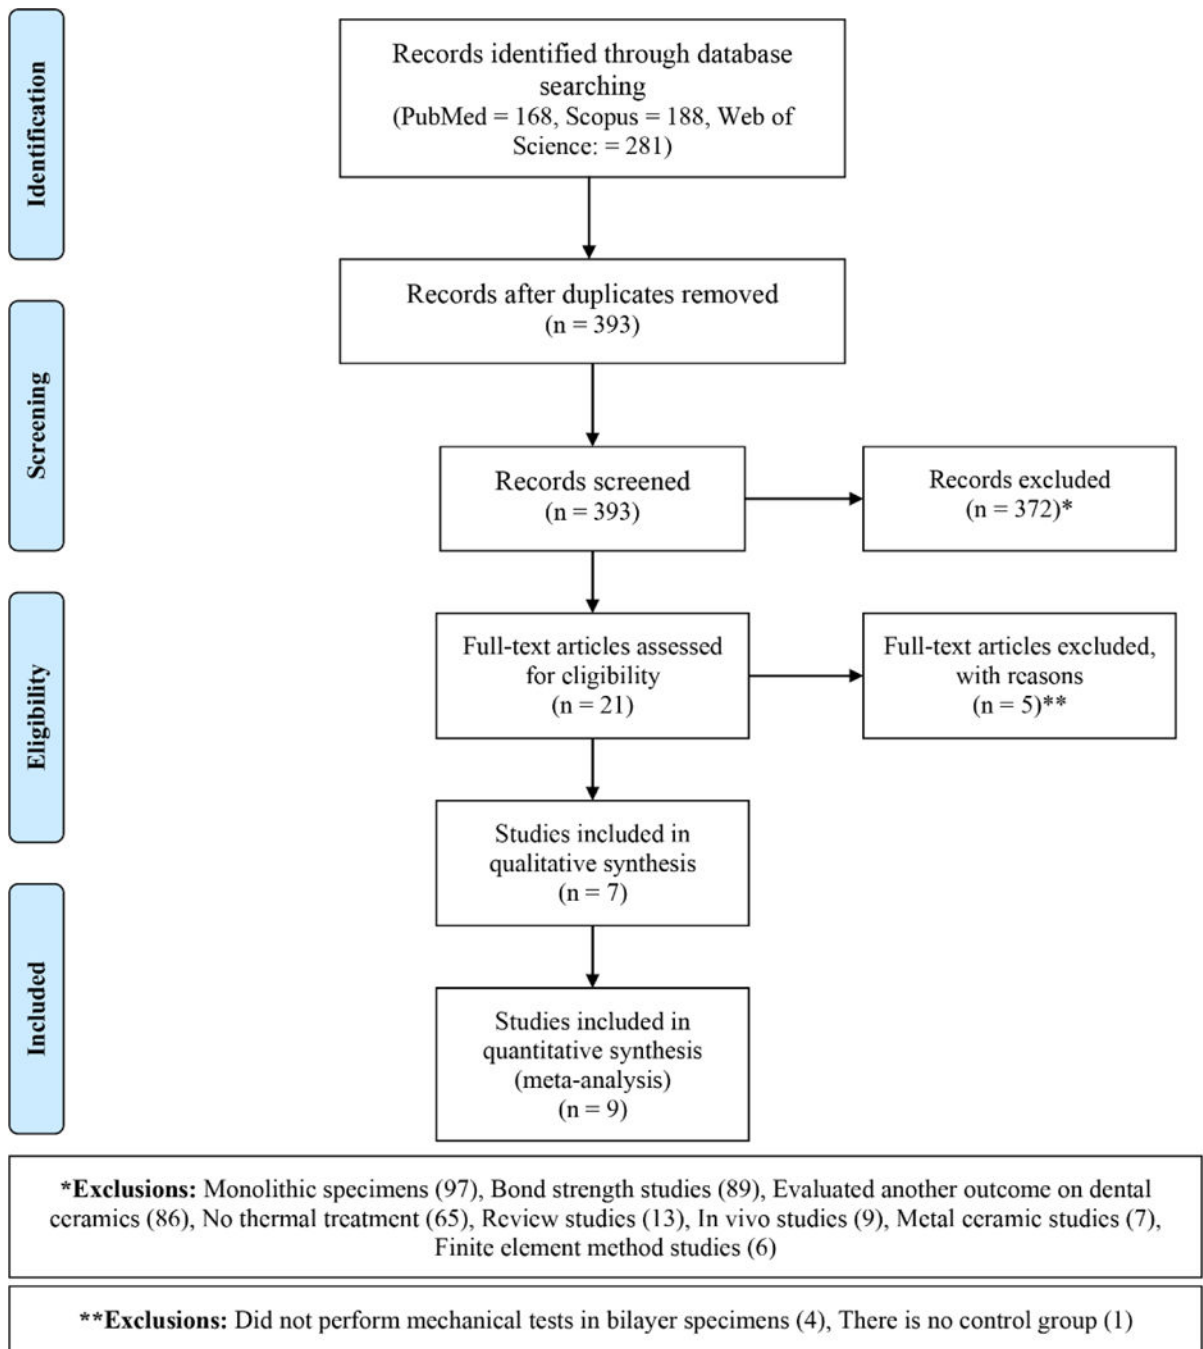 Identification
Records identified through database
searching
(PubMed = 168, Scopus = 188, Web of
Science: = 281)
Records after duplicates removed
(n = 393)
Screening
Records screened
(n = 393)
Records excluded
(n = 372)*
Eligibility
Full-text articles assessed
for eligibility
(n = 21)
Full-text articles excluded,
with reasons
(n = 5)**
Studies included in
qualitative synthesis
(n = 7)
Included
Studies included in
quantitative synthesis
(meta-analysis)
(n = 9)
*Exclusions: Monolithic specimens (97), Bond strength studies (89), Evaluated another outcome on dental
ceramics (86), No thermal treatment (65), Review studies (13), In vivo studies (9), Metal ceramic studies (7),
Finite element method studies (6)
**Exclusions: Did not perform mechanical tests in bilayer specimens (4), There is no control group (1)